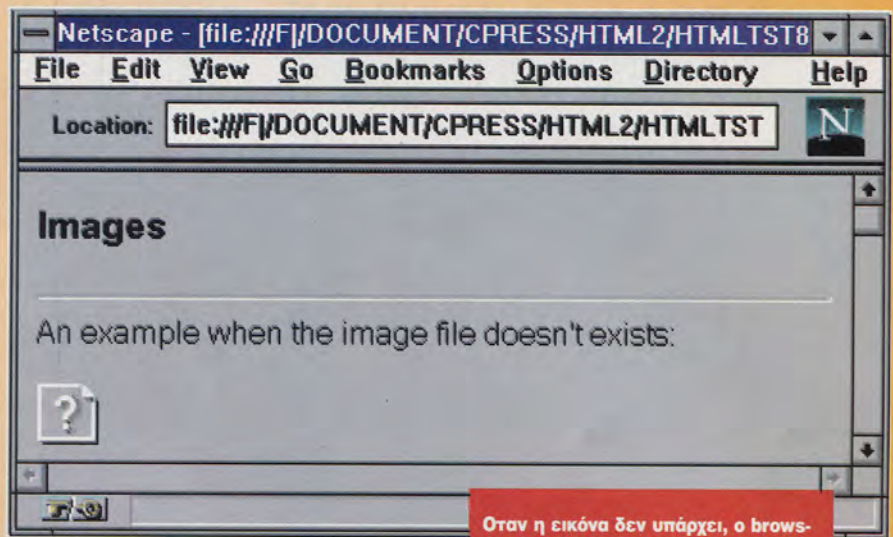 Netscape - [file:///F|/DOCUMENT/CPRESS/HTML2/HTMLTST8
File Edit View Go Bookmarks Options Directory Help
Location: file:///F|/DOCUMENT/CPRESS/HTML2/HTMLTST
N
Images
An example when the image file doesn't exists:
?
Οταν η εικόνα δεν υπάρχει, ο brows-